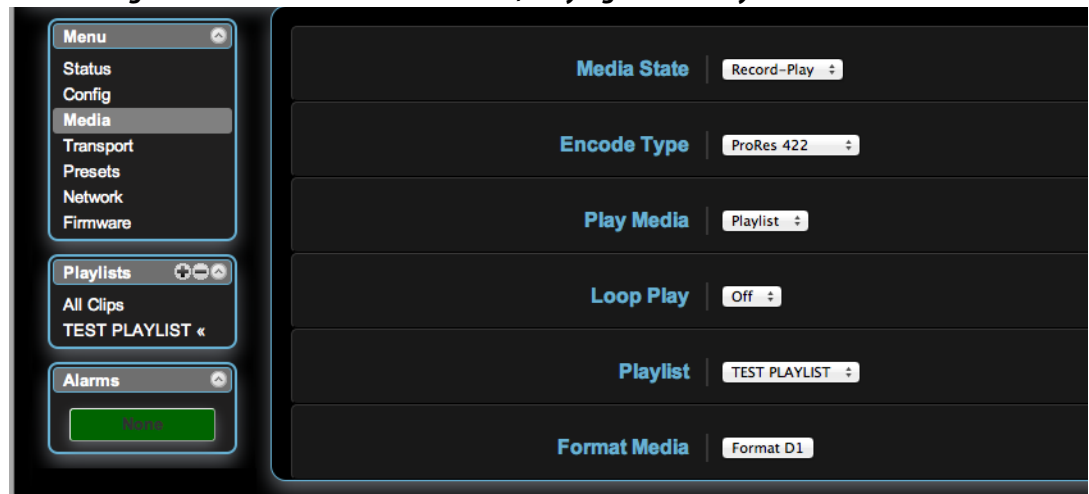 Menu
Status
Config
Media
Transport
Presets
Network
Firmware
Playlists
All Clips
TEST PLAYLIST «
Alarms
None
Media State Record-Play
Encode Type ProRes 422
Play Media Playlist
Loop Play Off
Playlist TEST PLAYLIST
Format Media Format D1